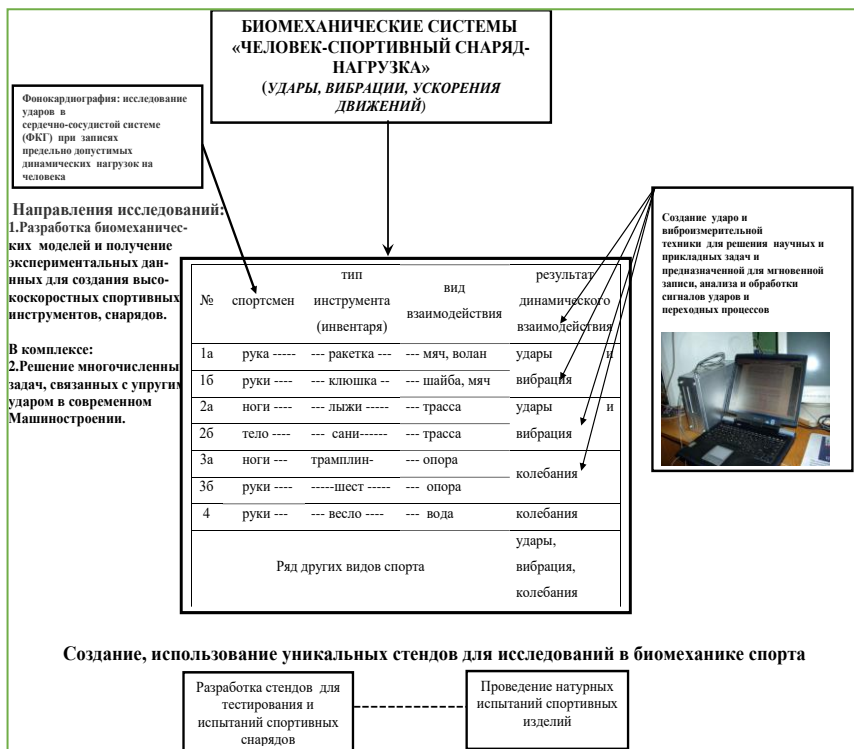 БИОМЕХАНИЧЕСКИЕ СИСТЕМЫ
«ЧЕЛОВЕК-СПОРТИВНЫЙ СНАРЯД-
НАГРУЗКА»
(УДАРЫ, ВИБРАЦИИ, УСКОРЕНИЯ
ДВИЖЕНИЙ)
Фонокардиография: исследование
ударов в
сердечно-сосудистой системе
(ФКГ) при записях
предельно допустимых
динамических нагрузок на
человека
Направления исследований:
1.Разработка биомеханичес-
ких моделей и получение
экспериментальных дан-
нных для создания высо-
коскоростных спортивных
инструментов, снарядов.
В комплексе:
2.Решение многочисленны
задач, связанных с упругим
ударом в современном
Машиностроении.
Создание ударо и
виброизмерительной
техники для решения научных и
прикладных задач и
предназначенной для мгновенной
записи, анализа и обработки
сигналов ударов и
переходных процессов
№ спортсмен тип инструмента (инвентаря) вид взаимодействия результат динамического взаимодействия
1а рука ----- --- ракетка --- --- мяч, волан удары и
1б руки ---- --- клюшка -- --- шайба, мяч вибрация
2а ноги ---- --- лыжи ----- --- трасса удары и
2б тело ---- --- сани------ --- трасса вибрация
3а ноги --- трамплин- --- опора колебания
3б руки ---- -----шест ----- --- опора
4 руки --- --- весло ---- --- вода колебания
Ряд других видов спорта удары,
вибрация,
колебания
Создание, использование уникальных стендов для исследований в биомеханике спорта
Разработка стендов для
тестирования и
испытаний спортивных
снарядов
Проведение натурных
испытаний спортивных
изделий